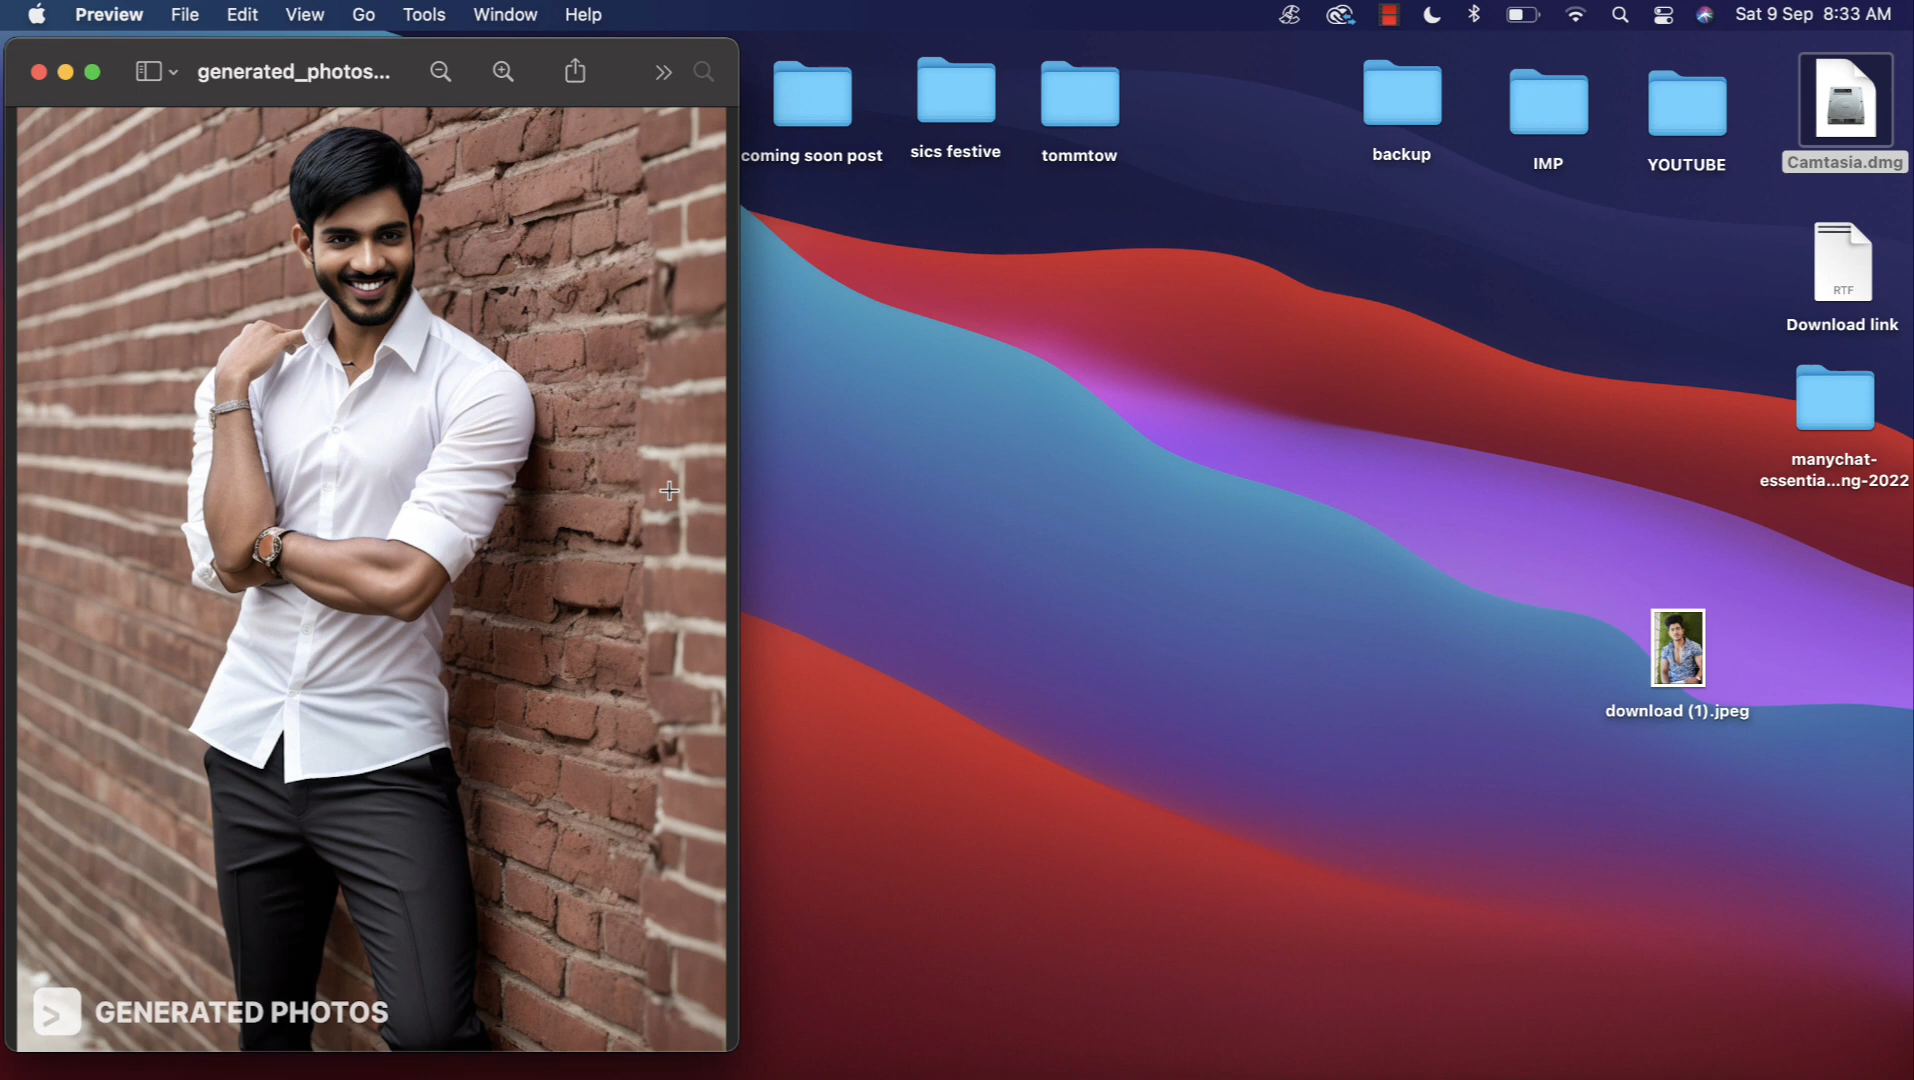 Preview File Edit View Go Tools Window Help
Sat 9 Sep 8:33 AM
generated_photos...
coming soon post
sics festive
tommtow
backup
IMP
YOUTUBE
Camtasia.dmg
RTF
Download link
manychat-
essentia...ng-2022
download (1).jpeg
> GENERATED PHOTOS